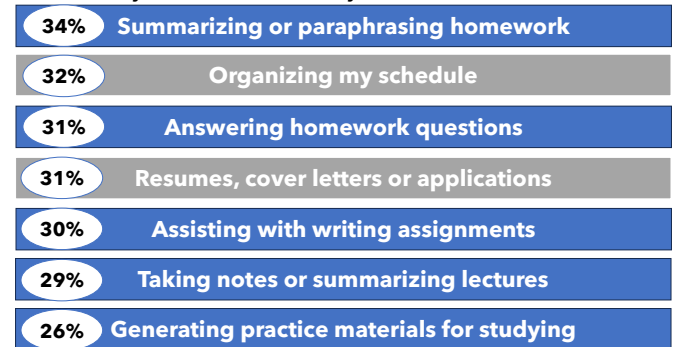 34% Summarizing or paraphrasing homework
32% Organizing my schedule
31% Answering homework questions
31% Resumes, cover letters or applications
30% Assisting with writing assignments
29% Taking notes or summarizing lectures
26% Generating practice materials for studying